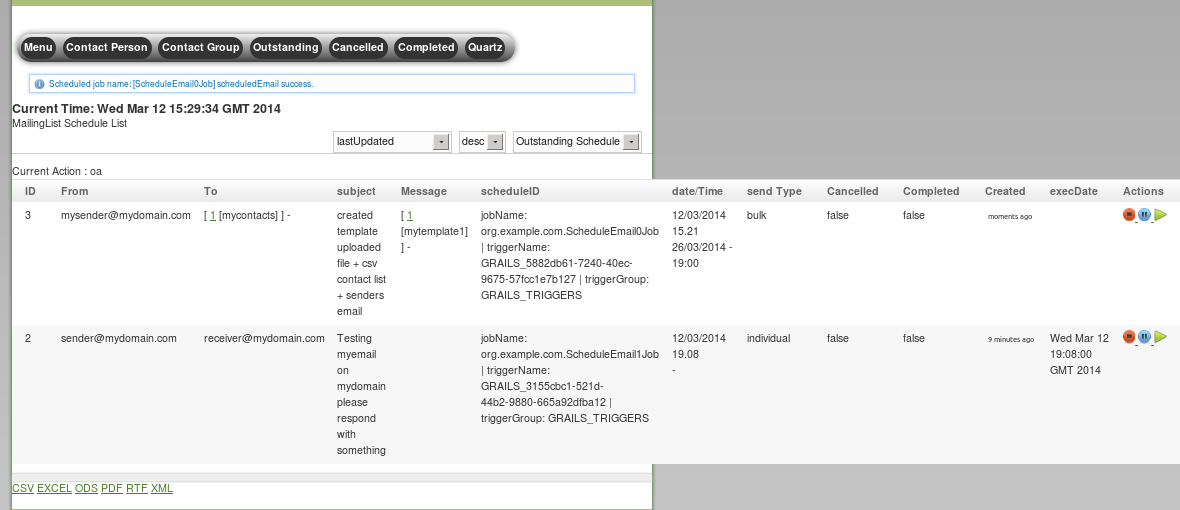 Menu Contact Person Contact Group Outstanding Cancelled Completed Quartz
Scheduled job name: [ScheduleEmail0Job] scheduledEmail success.
Current Time: Wed Mar 12 15:29:34 GMT 2014
MailingList Schedule List
lastUpdated desc Outstanding Schedule
Current Action : oa
ID From To subject Message scheduleID date/Time send Type Cancelled Completed Created execDate Actions
3 mysender@mydomain.com [ 1 [mycontacts] ] - created [ 1 jobName: 12/03/2014 bulk false false moments ago
template [mytemplate1] org.example.com.ScheduleEmail0Job 15.21
uploaded ] - | triggerName: 26/03/2014 -
file + csv GRAILS_5882db61-7240-40ec- 19:00
contact list 9675-57fcc1e7b127 | triggerGroup:
+ senders GRAILS_TRIGGERS
email
2 sender@mydomain.com receiver@mydomain.com Testing jobName: 12/03/2014 individual false false 9 minutes ago Wed Mar 12
myemail org.example.com.ScheduleEmail1Job 19.08 19:08:00
on | triggerName: - GMT 2014
mydomain GRAILS_3155cbc1-521d-
please 44b2-9880-665a92dfba12 |
respond triggerGroup: GRAILS_TRIGGERS
with
something
CSV EXCEL ODS PDF RTF XML